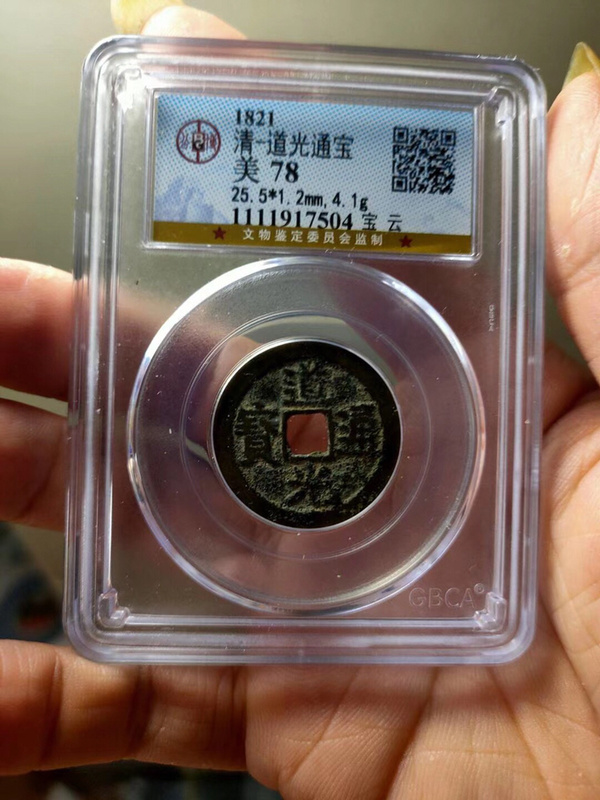 1821
清-道光通宝
美 78
25.5*1.2mm,4.1g
1111917504 宝 云
★ 文物鉴定委员会监制 ★
道
寳 通
光
GBCA®